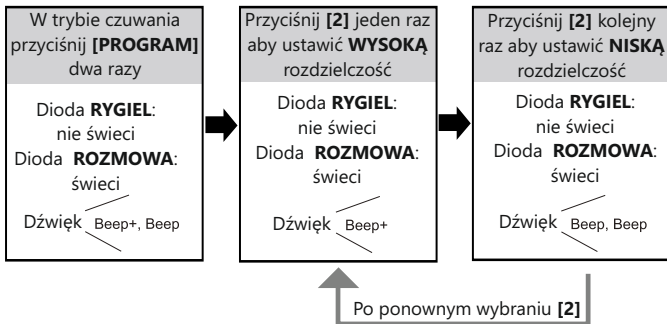 W trybie czuwania
przyciśnij [PROGRAM]
dwa razy
Dioda RYGIEL:
nie świeci
Dioda ROZMOWA:
świeci
Dźwięk Beep+, Beep
Przyciśnij [2] jeden raz
aby ustawić WYSOKĄ
rozdzielczość
Dioda RYGIEL:
nie świeci
Dioda ROZMOWA:
świeci
Dźwięk Beep+
Przyciśnij [2] kolejny
raz aby ustawić NISKĄ
rozdzielczość
Dioda RYGIEL:
nie świeci
Dioda ROZMOWA:
świeci
Dźwięk Beep, Beep
Po ponownym wybraniu [2]